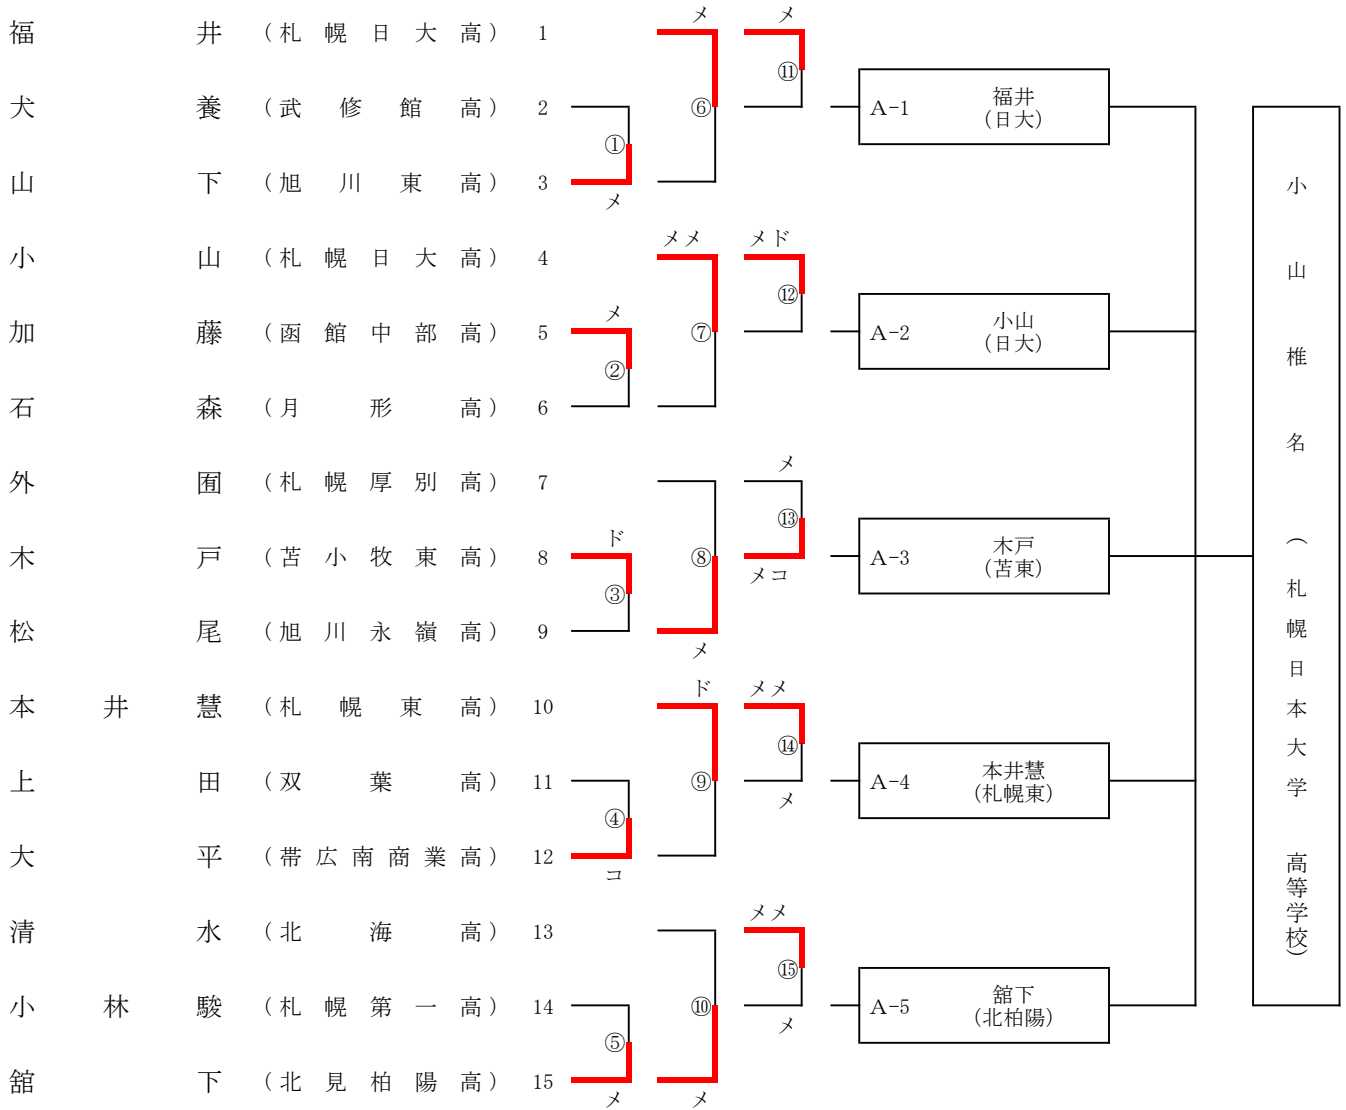 福井（札幌日大高） 1
犬養（武修館高） 2
山下（旭川東高） 3
小山（札幌日大高） 4
加藤（函館中部高） 5
石森（月形高） 6
外囿（札幌厚別高） 7
木戸（苫小牧東高） 8
松尾（旭川永嶺高） 9
本井慧（札幌東高） 10
上田（双葉高） 11
大平（帯広南商業高） 12
清水（北海高） 13
小林駿（札幌第一高） 14
舘下（北見柏陽高） 15
①
メ
メ
②
ド
③
④
コ
⑤
メ
メ
⑥
メメ
⑦
⑧
メ
ド
⑨
⑩
メ
メ
⑪
メド
⑫
メ
⑬
メコ
メメ
⑭
メ
メメ
⑮
メ
A-1
福井
（日大）
A-2
小山
（日大）
A-3
木戸
（苫東）
A-4
本井慧
（札幌東）
A-5
舘下
（北柏陽）
小山椎名（札幌日本大学高等学校）